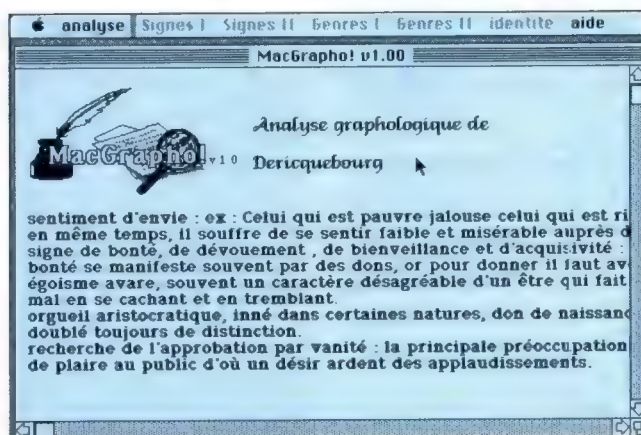 analyse Signes I Signes II Genres I Genres II identite aide
MacGrapho! v1.00
MacGrapho! v 1 0
Analyse graphologique de
Dericquebourg
sentiment d'envie : ex : Celui qui est pauvre jalouse celui qui est ri
en même temps, il souffre de se sentir faible et misérable auprès d
signe de bonté, de dévouement , de bienveillance et d'acquisivité :
bonté se manifeste souvent par des dons, or pour donner il faut av
égoisme avare, souvent un caractère désagréable d'un être qui fait
mal en se cachant et en tremblant.
orgueil aristocratique, inné dans certaines natures, don de naissan
doublé toujours de distinction.
recherche de l'approbation par vanité : la principale préoccupation
de plaire au public d'où un désir ardent des applaudissements.